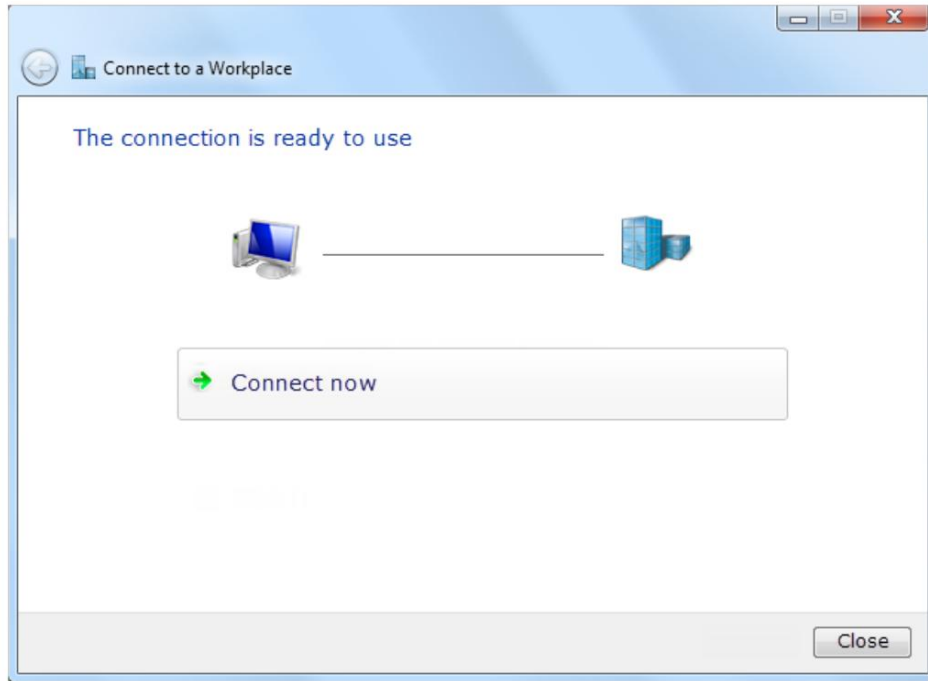 Connect to a Workplace
The connection is ready to use
Connect now
Close